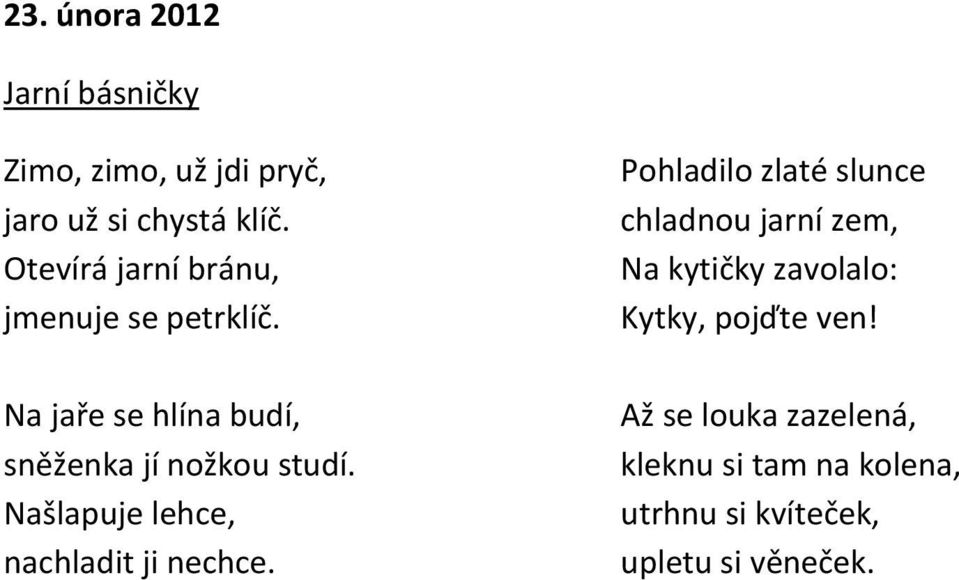 23. února 2012
Jarní básničky
Zimo, zimo, už jdi pryč,
jaro už si chystá klíč.
Otevírá jarní bránu,
jmenuje se petrklíč.
Na jaře se hlína budí,
sněženka jí nožkou studí.
Našlapuje lehce,
nachladit ji nechce.
Pohladilo zlaté slunce
chladnou jarní zem,
Na kytičky zavolalo:
Kytky, pojďte ven!
Až se louka zazelená,
kleknu si tam na kolena,
utrhnu si kvíteček,
upletu si věneček.